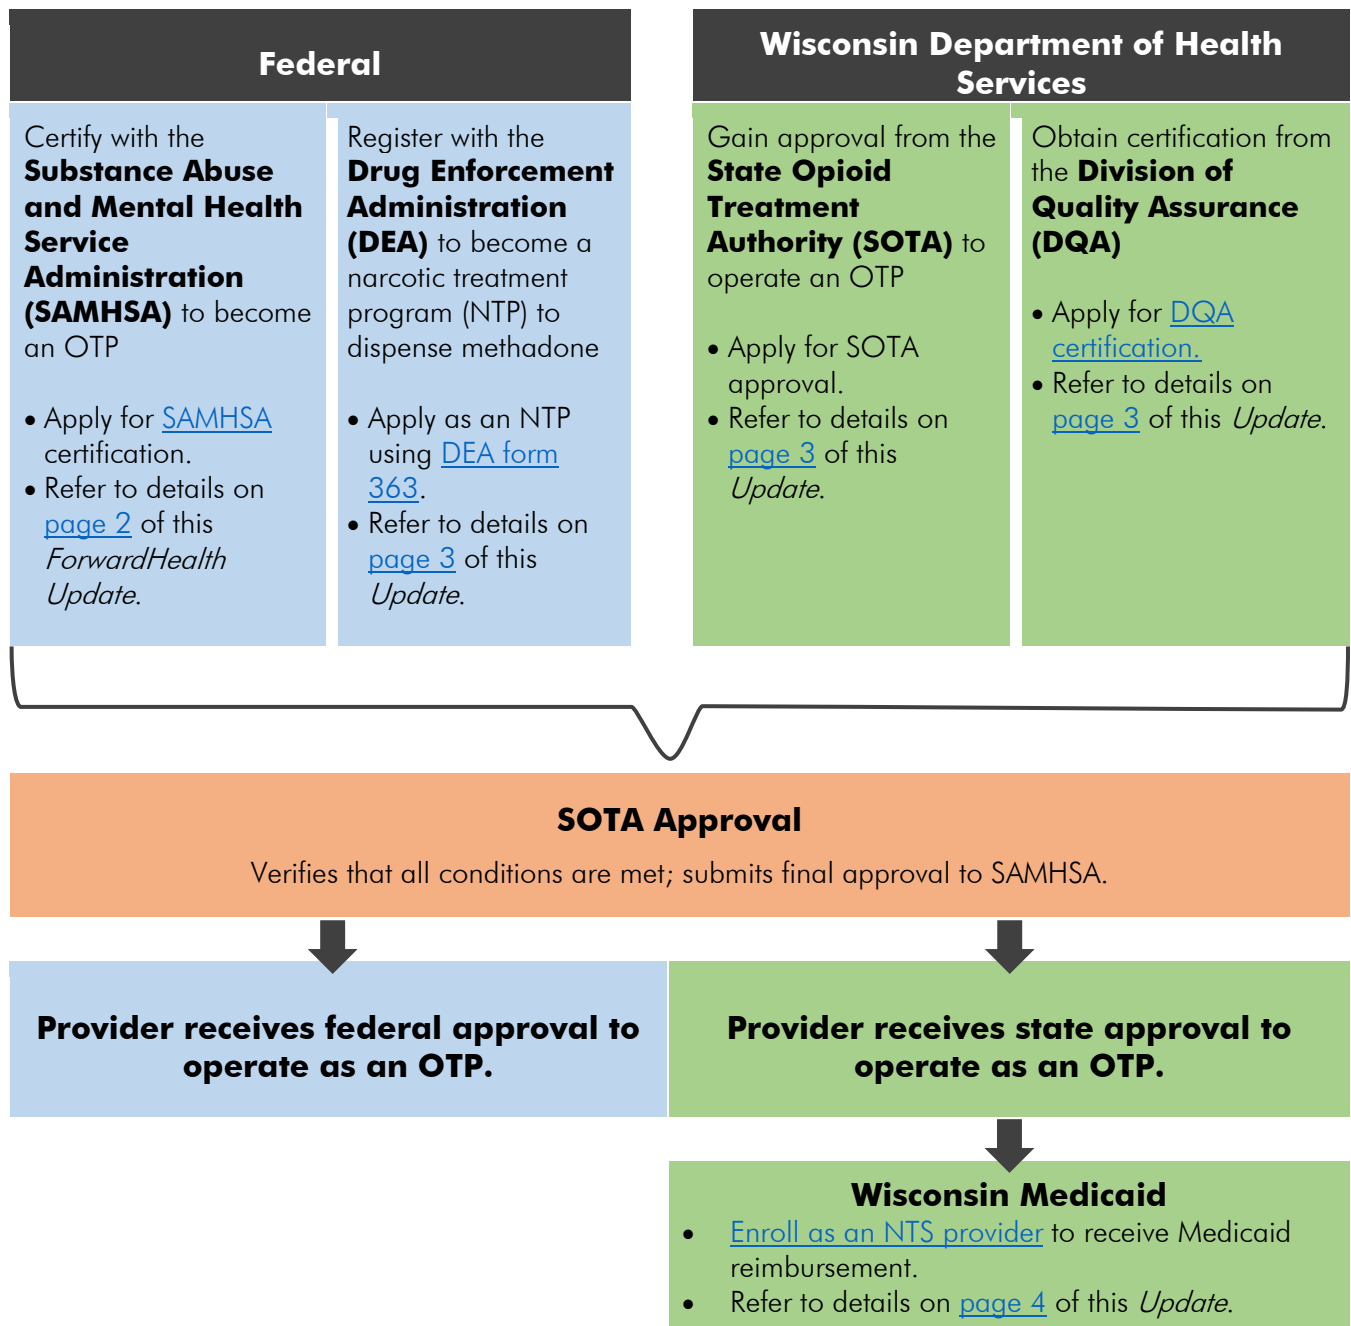 Federal
Certify with the
Substance Abuse
and Mental Health
Service
Administration
(SAMHSA) to become
an OTP
• Apply for SAMHSA
certification.
• Refer to details on
page 2 of this
ForwardHealth
Update.
Register with the
Drug Enforcement
Administration
(DEA) to become a
narcotic treatment
program (NTP) to
dispense methadone
• Apply as an NTP
using DEA form
363.
• Refer to details on
page 3 of this
Update.
Wisconsin Department of Health
Services
Gain approval from the
State Opioid
Treatment
Authority (SOTA) to
operate an OTP
• Apply for SOTA
approval.
• Refer to details on
page 3 of this
Update.
Obtain certification from
the Division of
Quality Assurance
(DQA)
• Apply for DQA
certification.
• Refer to details on
page 3 of this Update.
SOTA Approval
Verifies that all conditions are met; submits final approval to SAMHSA.
Provider receives federal approval to
operate as an OTP.
Provider receives state approval to
operate as an OTP.
Wisconsin Medicaid
• Enroll as an NTS provider to receive Medicaid
reimbursement.
• Refer to details on page 4 of this Update.